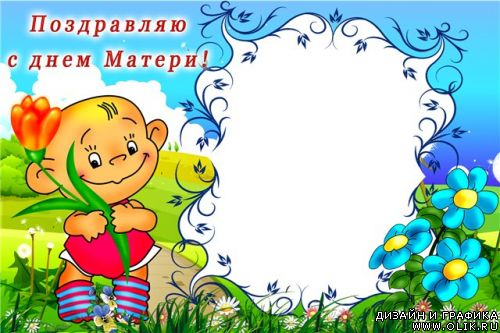 Поздравляю
с днем Матери!
ДИЗАЙН И ГРАФИКА
WWW.OLIK.RU